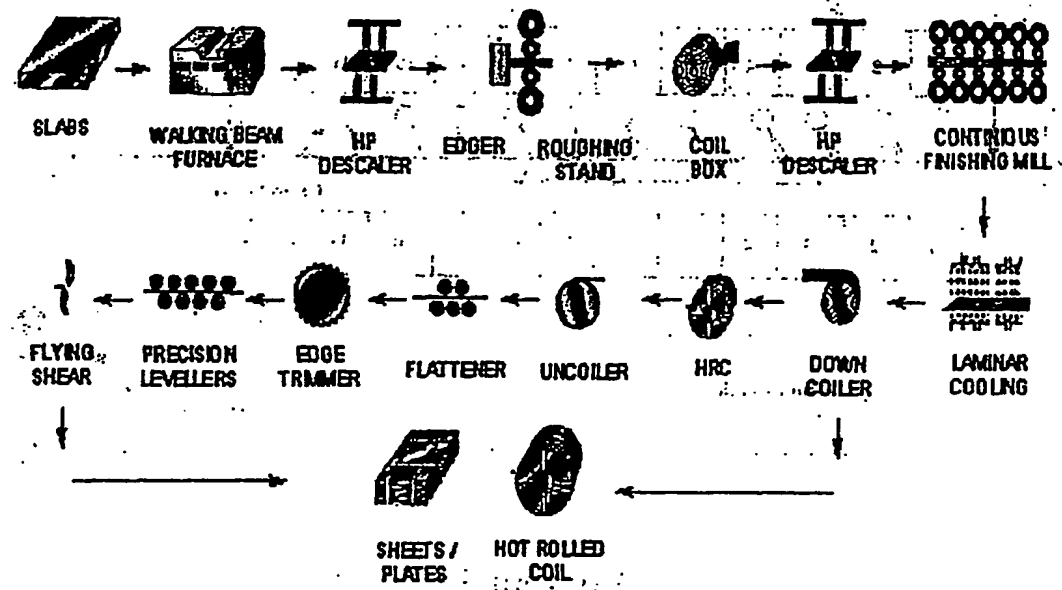 SLABS
WALKING BEAM
FURNACE
HP
DESCALER
EDGER
ROUGHING
STAND
COIL
BOX
HP
DESCALER
CONTINUOUS
FINISHING MILL
FLYING
SHEAR
PRECISION
LEVELLERS
EDGE
TRIMMER
FLATTENER
UNCOILER
HRC
DOWN
COILER
LAMINAR
COOLING
SHEETS /
PLATES
HOT ROLLED
COIL